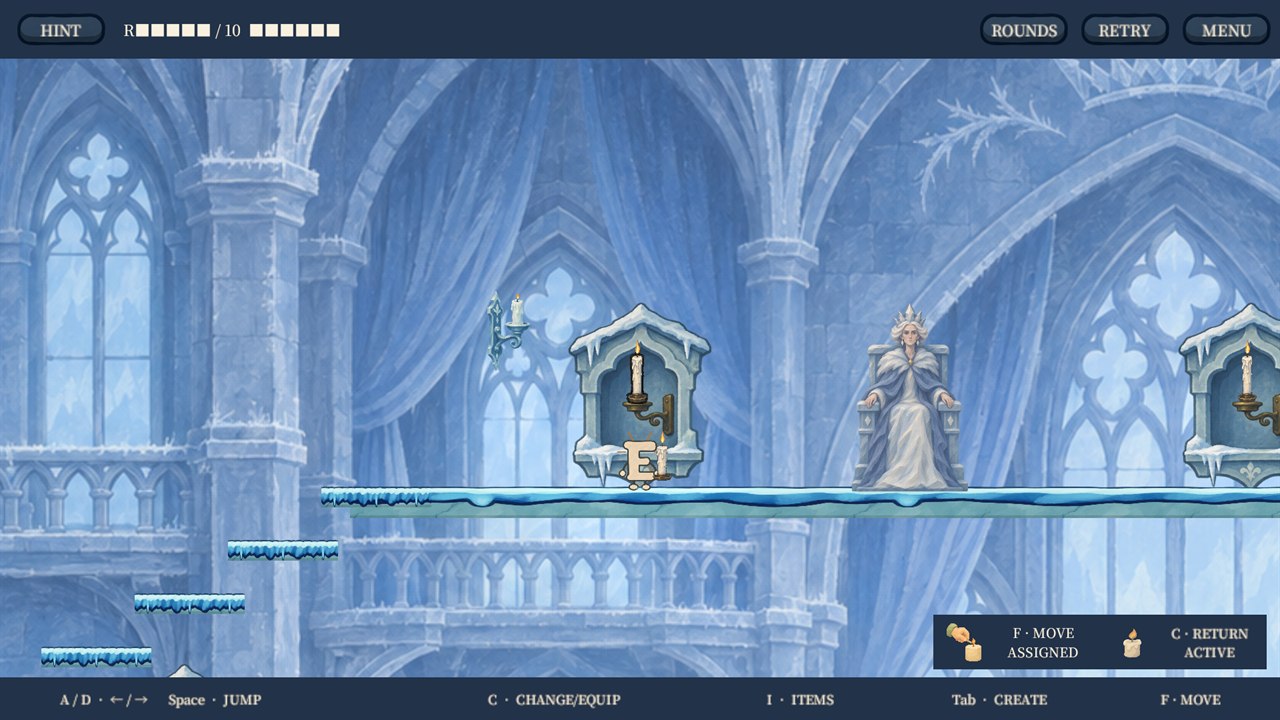 HINT
R■■■■■ / 10 ■■■■■■
ROUNDS
RETRY
MENU
E
F · MOVE
ASSIGNED
C · RETURN
ACTIVE
A / D · ←/→ Space · JUMP
C · CHANGE/EQUIP
I · ITEMS
Tab · CREATE
F · MOVE